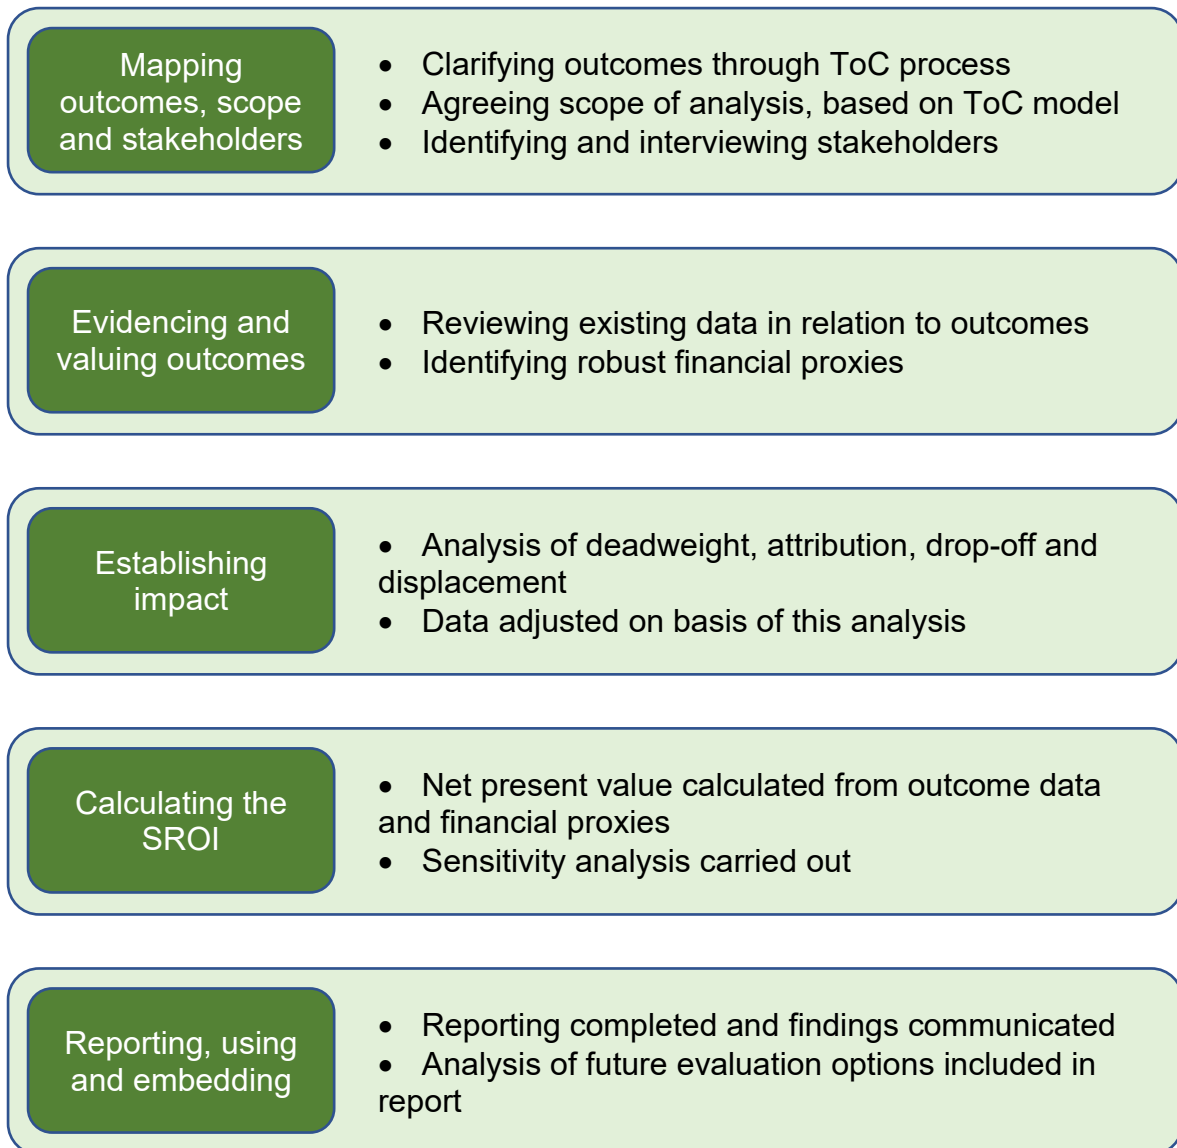 Mapping
outcomes, scope
and stakeholders
• Clarifying outcomes through ToC process
• Agreeing scope of analysis, based on ToC model
• Identifying and interviewing stakeholders
Evidencing and
valuing outcomes
• Reviewing existing data in relation to outcomes
• Identifying robust financial proxies
Establishing
impact
• Analysis of deadweight, attribution, drop-off and
displacement
• Data adjusted on basis of this analysis
Calculating the
SROI
• Net present value calculated from outcome data
and financial proxies
• Sensitivity analysis carried out
Reporting, using
and embedding
• Reporting completed and findings communicated
• Analysis of future evaluation options included in
report